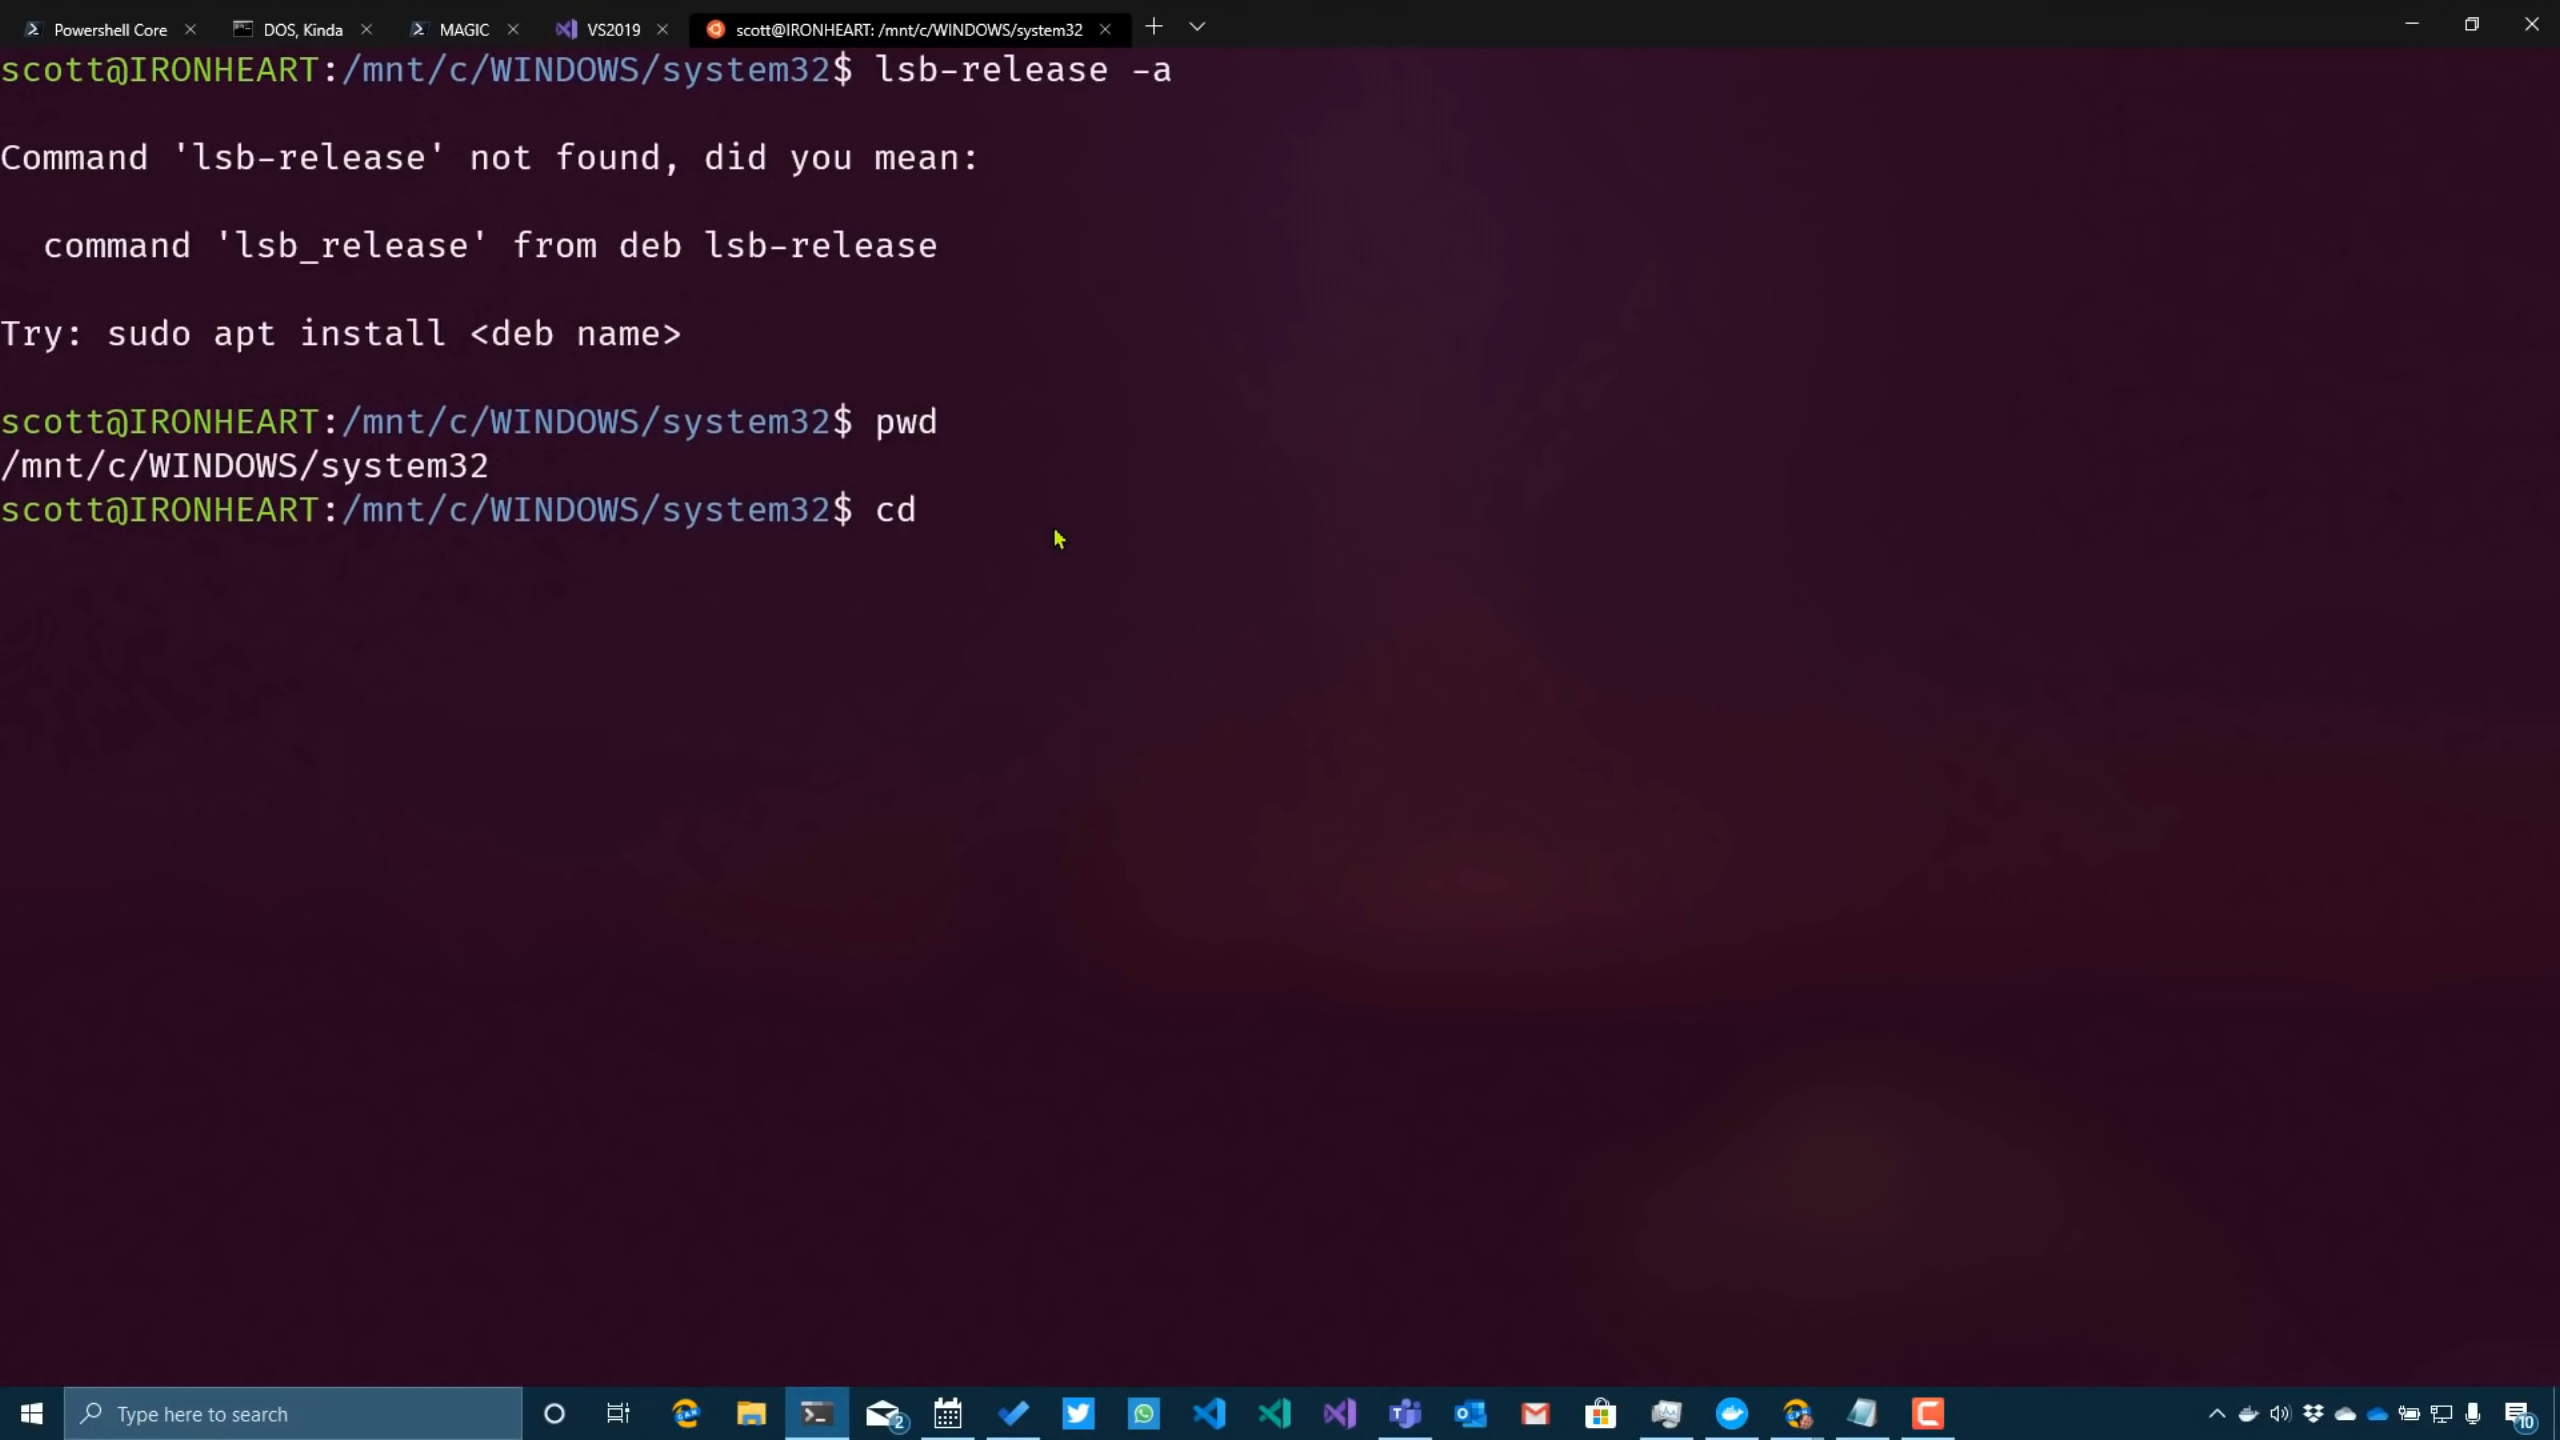 Powershell Core
DOS, Kinda
MAGIC
VS2019
scott@IRONHEART: /mnt/c/WINDOWS/system32
scott@IRONHEART:/mnt/c/WINDOWS/system32$ lsb-release -a
Command 'lsb-release' not found, did you mean:
command 'lsb_release' from deb lsb-release
Try: sudo apt install <deb name>
scott@IRONHEART:/mnt/c/WINDOWS/system32$ pwd
/mnt/c/WINDOWS/system32
scott@IRONHEART:/mnt/c/WINDOWS/system32$ cd
Type here to search
CAN
2
10